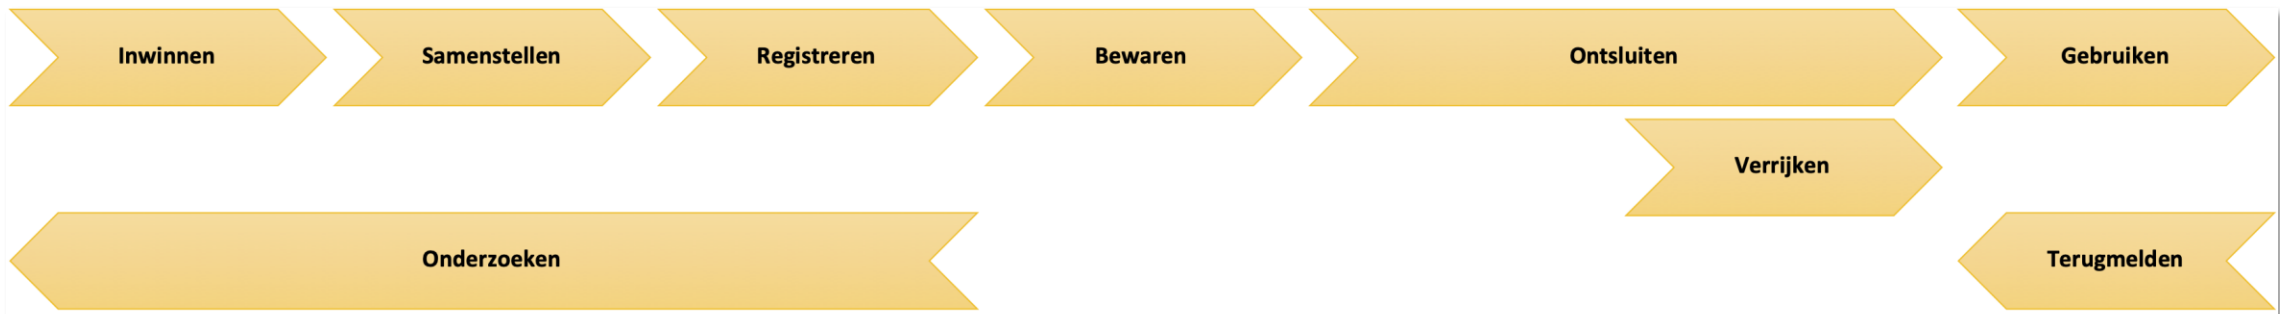 Inwinnen
Samenstellen
Registreren
Bewaren
Ontsluiten
Gebruiken
Verrijken
Onderzoeken
Terugmelden